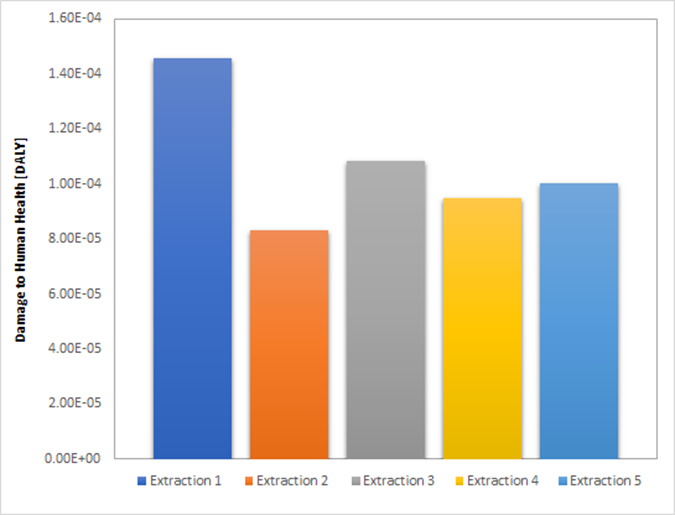 1.60E-04
1.40E-04
1.20E-04
1.00E-04
8.00E-05
6.00E-05
4.00E-05
2.00E-05
0.00E+00
Damage to Human Health [DALY]
Extraction 1 Extraction 2 Extraction 3 Extraction 4 Extraction 5